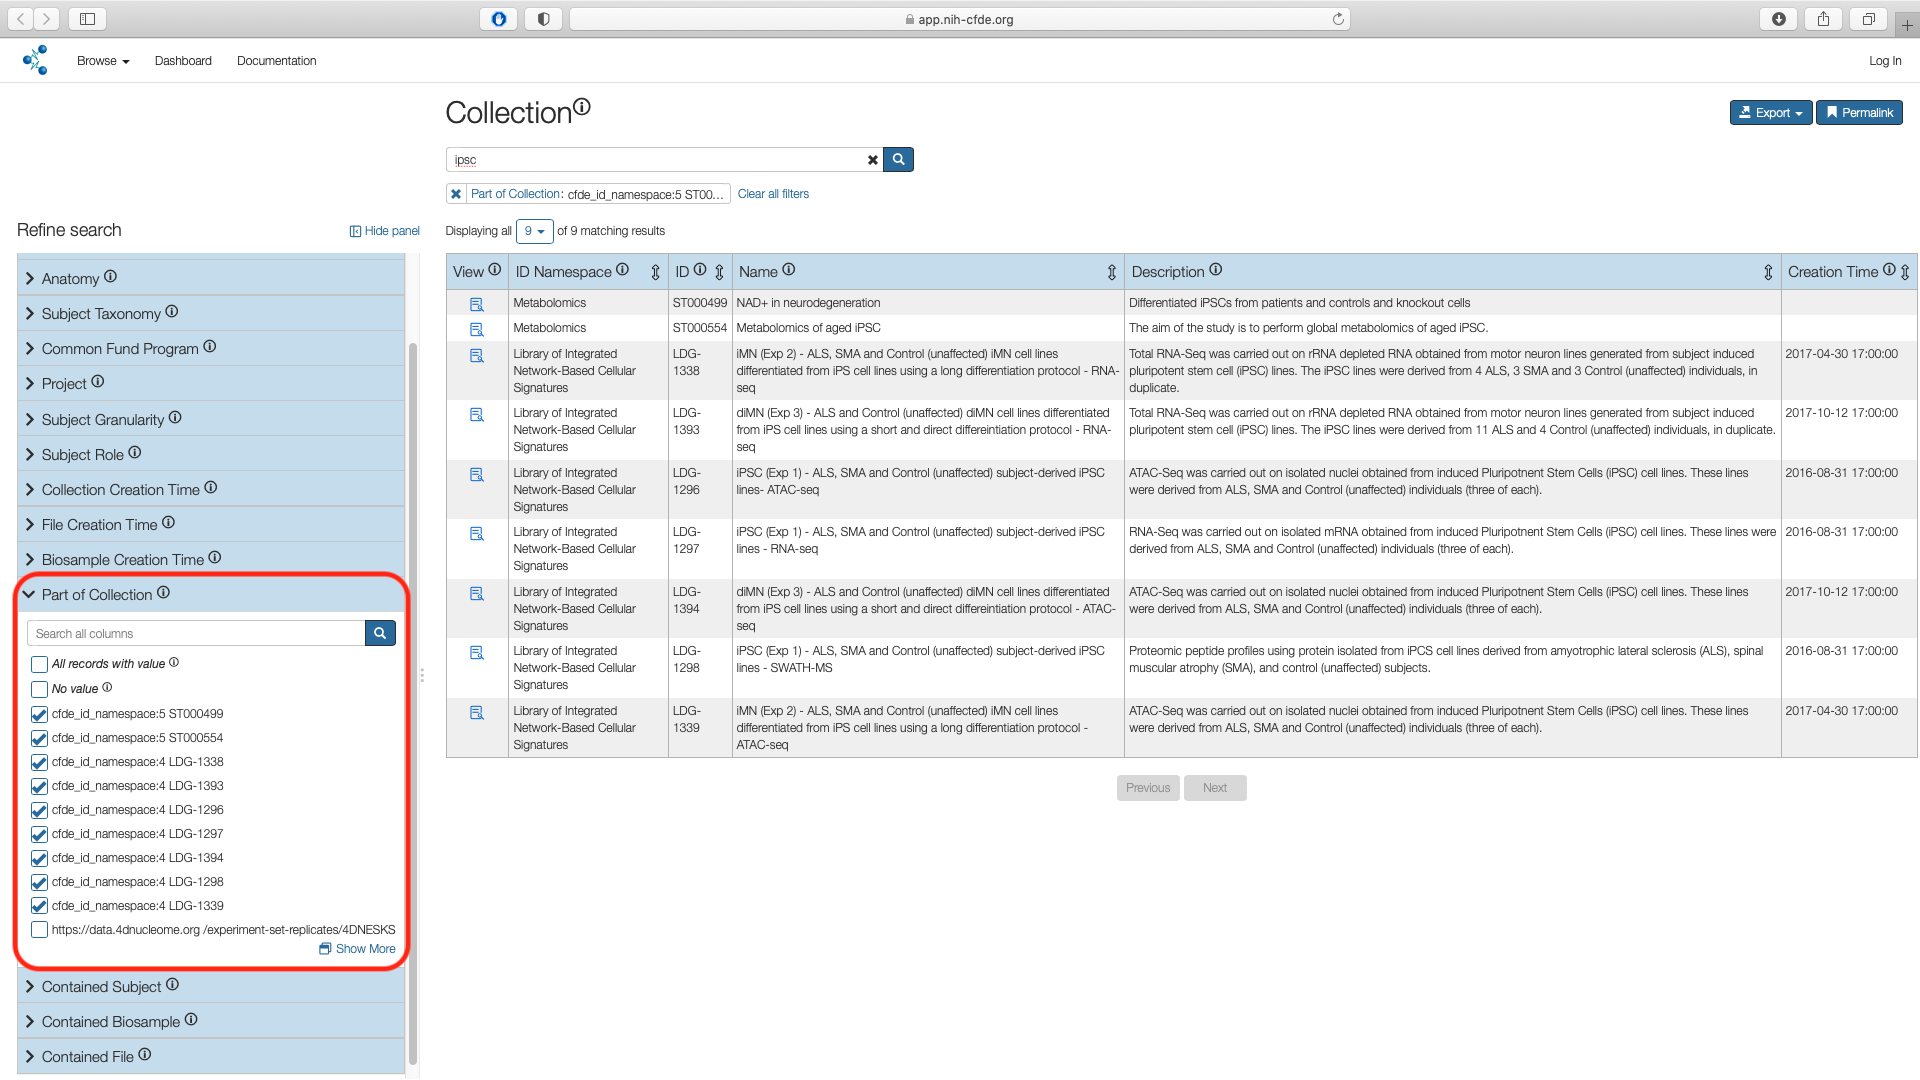 app.nih-cfde.org
Browse
Dashboard
Documentation
Log In
Collection
Export
Permalink
ipsc
Part of Collection: cfde_id_namespace:5 ST00...
Clear all filters
Refine search
Hide panel
Displaying all 9 of 9 matching results
Anatomy
Subject Taxonomy
Common Fund Program
Project
Subject Granularity
Subject Role
Collection Creation Time
File Creation Time
Biosample Creation Time
Part of Collection
Search all columns
All records with value
No value
cfde_id_namespace:5 ST000499
cfde_id_namespace:5 ST000554
cfde_id_namespace:4 LDG-1338
cfde_id_namespace:4 LDG-1393
cfde_id_namespace:4 LDG-1296
cfde_id_namespace:4 LDG-1297
cfde_id_namespace:4 LDG-1394
cfde_id_namespace:4 LDG-1298
cfde_id_namespace:4 LDG-1339
https://data.4dnucleome.org /experiment-set-replicates/4DNESKS
Show More
Contained Subject
Contained Biosample
Contained File
View
ID Namespace
ID
Name
Description
Creation Time
Metabolomics
ST000499
NAD+ in neurodegeneration
Differentiated iPSCs from patients and controls and knockout cells
Metabolomics
ST000554
Metabolomics of aged iPSC
The aim of the study is to perform global metabolomics of aged iPSC.
Library of Integrated
Network-Based Cellular
Signatures
LDG-
1338
iMN (Exp 2) - ALS, SMA and Control (unaffected) iMN cell lines
differentiated from iPS cell lines using a long differentiation protocol - RNA-
seq
Total RNA-Seq was carried out on rRNA depleted RNA obtained from motor neuron lines generated from subject induced
pluripotent stem cell (iPSC) lines. The iPSC lines were derived from 4 ALS, 3 SMA and 3 Control (unaffected) individuals, in
duplicate.
2017-04-30 17:00:00
Library of Integrated
Network-Based Cellular
Signatures
LDG-
1393
diMN (Exp 3) - ALS and Control (unaffected) diMN cell lines differentiated
from iPS cell lines using a short and direct differeintiation protocol - RNA-
seq
Total RNA-Seq was carried out on rRNA depleted RNA obtained from motor neuron lines generated from subject induced
pluripotent stem cell (iPSC) lines. The iPSC lines were derived from 11 ALS and 4 Control (unaffected) individuals, in duplicate.
2017-10-12 17:00:00
Library of Integrated
Network-Based Cellular
Signatures
LDG-
1296
iPSC (Exp 1) - ALS, SMA and Control (unaffected) subject-derived iPSC
lines- ATAC-seq
ATAC-Seq was carried out on isolated nuclei obtained from induced Pluripotnent Stem Cells (iPSC) cell lines. These lines
were derived from ALS, SMA and Control (unaffected) individuals (three of each).
2016-08-31 17:00:00
Library of Integrated
Network-Based Cellular
Signatures
LDG-
1297
iPSC (Exp 1) - ALS, SMA and Control (unaffected) subject-derived iPSC
lines - RNA-seq
RNA-Seq was carried out on isolated mRNA obtained from induced Pluripotnent Stem Cells (iPSC) cell lines. These lines were
derived from ALS, SMA and Control (unaffected) individuals (three of each).
2016-08-31 17:00:00
Library of Integrated
Network-Based Cellular
Signatures
LDG-
1394
diMN (Exp 3) - ALS and Control (unaffected) diMN cell lines differentiated
from iPS cell lines using a short and direct differeintiation protocol - ATAC-
seq
ATAC-Seq was carried out on isolated nuclei obtained from induced Pluripotnent Stem Cells (iPSC) cell lines. These lines
were derived from ALS, SMA and Control (unaffected) individuals (three of each).
2017-10-12 17:00:00
Library of Integrated
Network-Based Cellular
Signatures
LDG-
1298
iPSC (Exp 1) - ALS, SMA and Control (unaffected) subject-derived iPSC
lines - SWATH-MS
Proteomic peptide profiles using protein isolated from iPCS cell lines derived from amyotrophic lateral sclerosis (ALS), spinal
muscular atrophy (SMA), and control (unaffected) subjects.
2016-08-31 17:00:00
Library of Integrated
Network-Based Cellular
Signatures
LDG-
1339
iMN (Exp 2) - ALS, SMA and Control (unaffected) iMN cell lines
differentiated from iPS cell lines using a long differentiation protocol -
ATAC-seq
ATAC-Seq was carried out on isolated nuclei obtained from induced Pluripotnent Stem Cells (iPSC) cell lines. These lines
were derived from ALS, SMA and Control (unaffected) individuals (three of each).
2017-04-30 17:00:00
Previous
Next